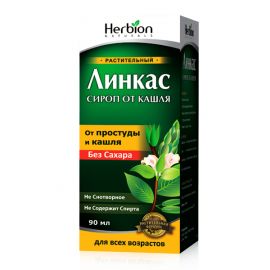 Herbion
NATURALS
РАСТИТЕЛЬНЫЙ
ЛИНКАС
СИРОП ОТ КАШЛЯ
От простуды
и кашля
Без Сахара
Не Снотворное
Не Содержит Спирта
90 мл
для всех возрастов